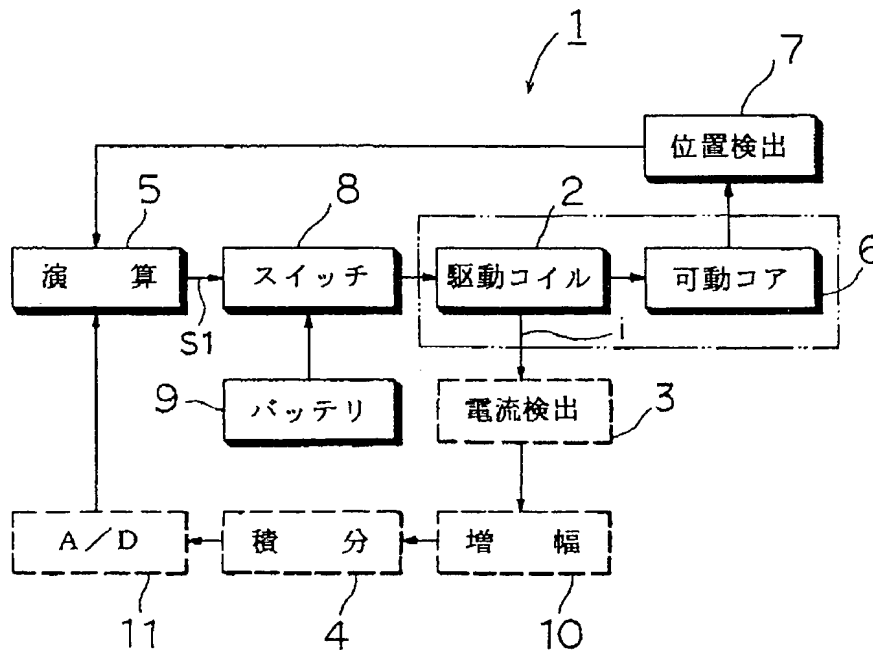 1
7
位置検出
5
8
2
演算
スイッチ
駆動コイル
可動コア
6
S1
i
9
バッテリ
電流検出
3
A/D
積分
増幅
11
4
10